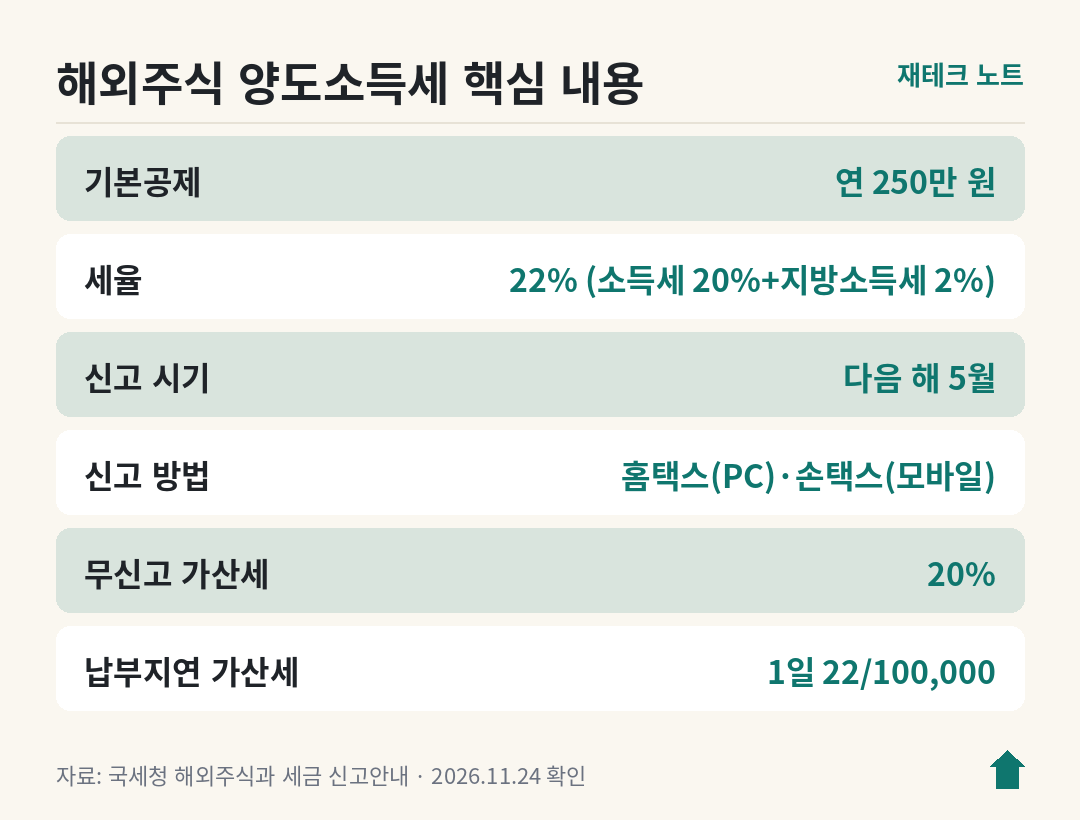 해외주식 양도소득세 핵심 내용
재테크 노트
기본공제 연 250만 원
세율 22% (소득세 20%+지방소득세 2%)
신고 시기 다음 해 5월
신고 방법 홈택스(PC)·손택스(모바일)
무신고 가산세 20%
납부지연 가산세 1일 22/100,000
자료: 국세청 해외주식과 세금 신고안내 · 2026.11.24 확인